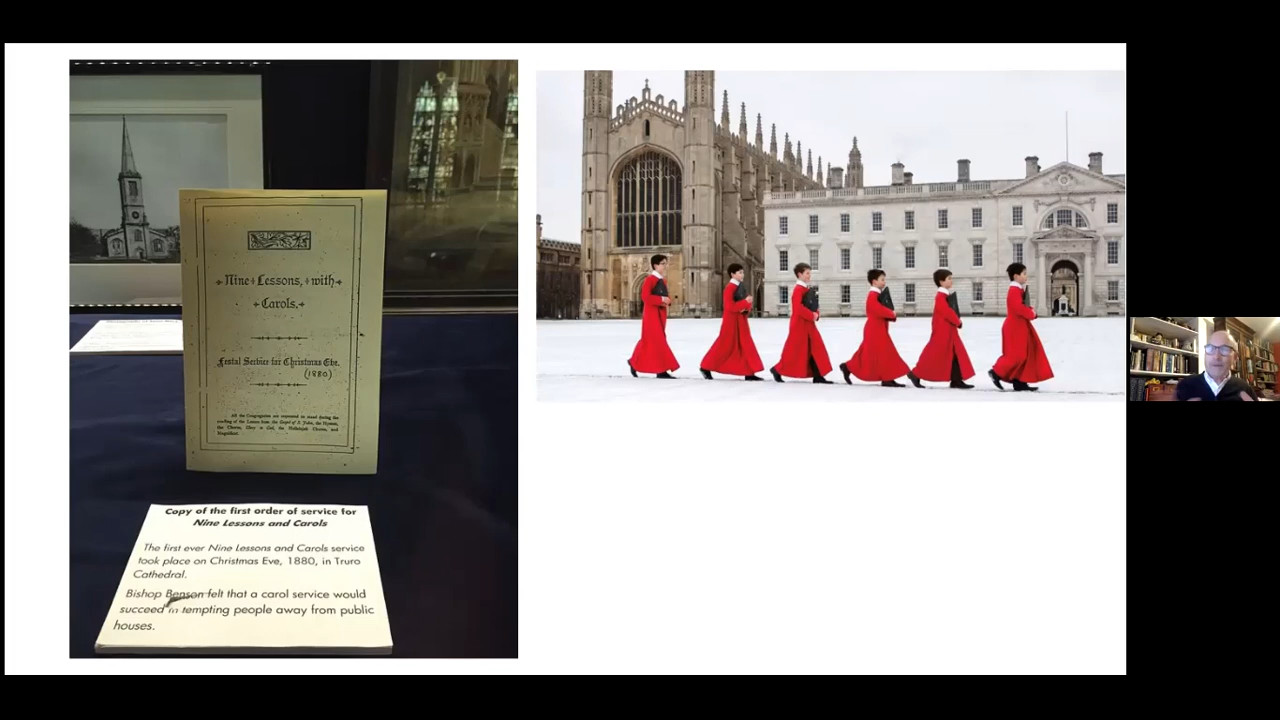 Nine Lessons, with
Carols.
Festal Service for Christmas Eve.
(1880)
All the Congregation are requested to stand during the
reading of the Lesson from the Gospel of S. John, the Hymns,
the Chorus, Glory to God, the Hallelujah Chorus, and
Magnificat.
Copy of the first order of service for
Nine Lessons and Carols
The first ever Nine Lessons and Carols service
took place on Christmas Eve, 1880, in Truro
Cathedral.
Bishop Benson felt that a carol service would
succeed in tempting people away from public
houses.